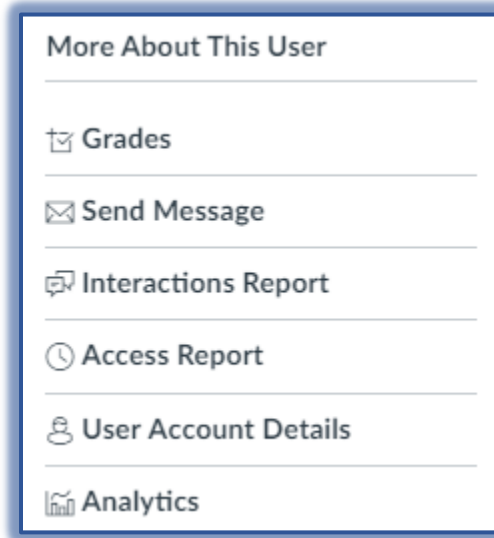 More About This User
Grades
Send Message
Interactions Report
Access Report
User Account Details
Analytics